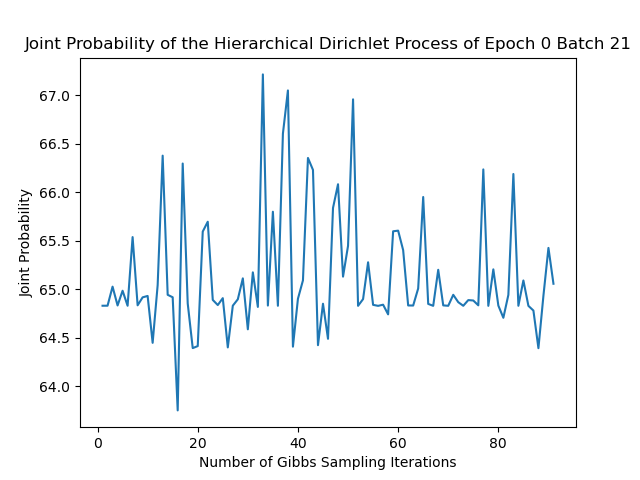 Joint Probability of the Hierarchical Dirichlet Process of Epoch 0 Batch 21
Joint Probability
67.0
66.5
66.0
65.5
65.0
64.5
64.0
0 20 40 60 80
Number of Gibbs Sampling Iterations